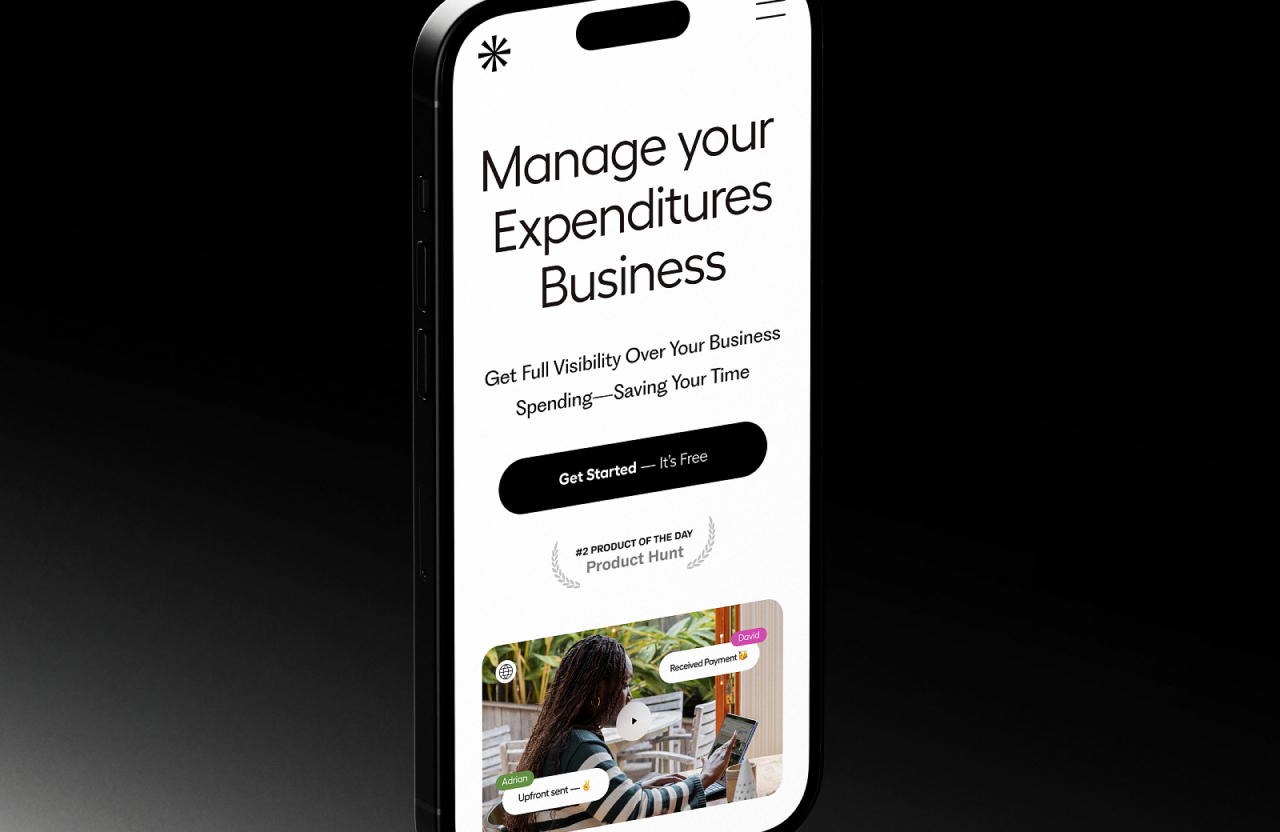 Manage your
Expenditures
Business
Get Full Visibility Over Your Business
Spending—Saving Your Time
Get Started — It's Free
#2 PRODUCT OF THE DAY
Product Hunt
David
Received Payment 🤑
Adrian
Upfront sent — ✌️